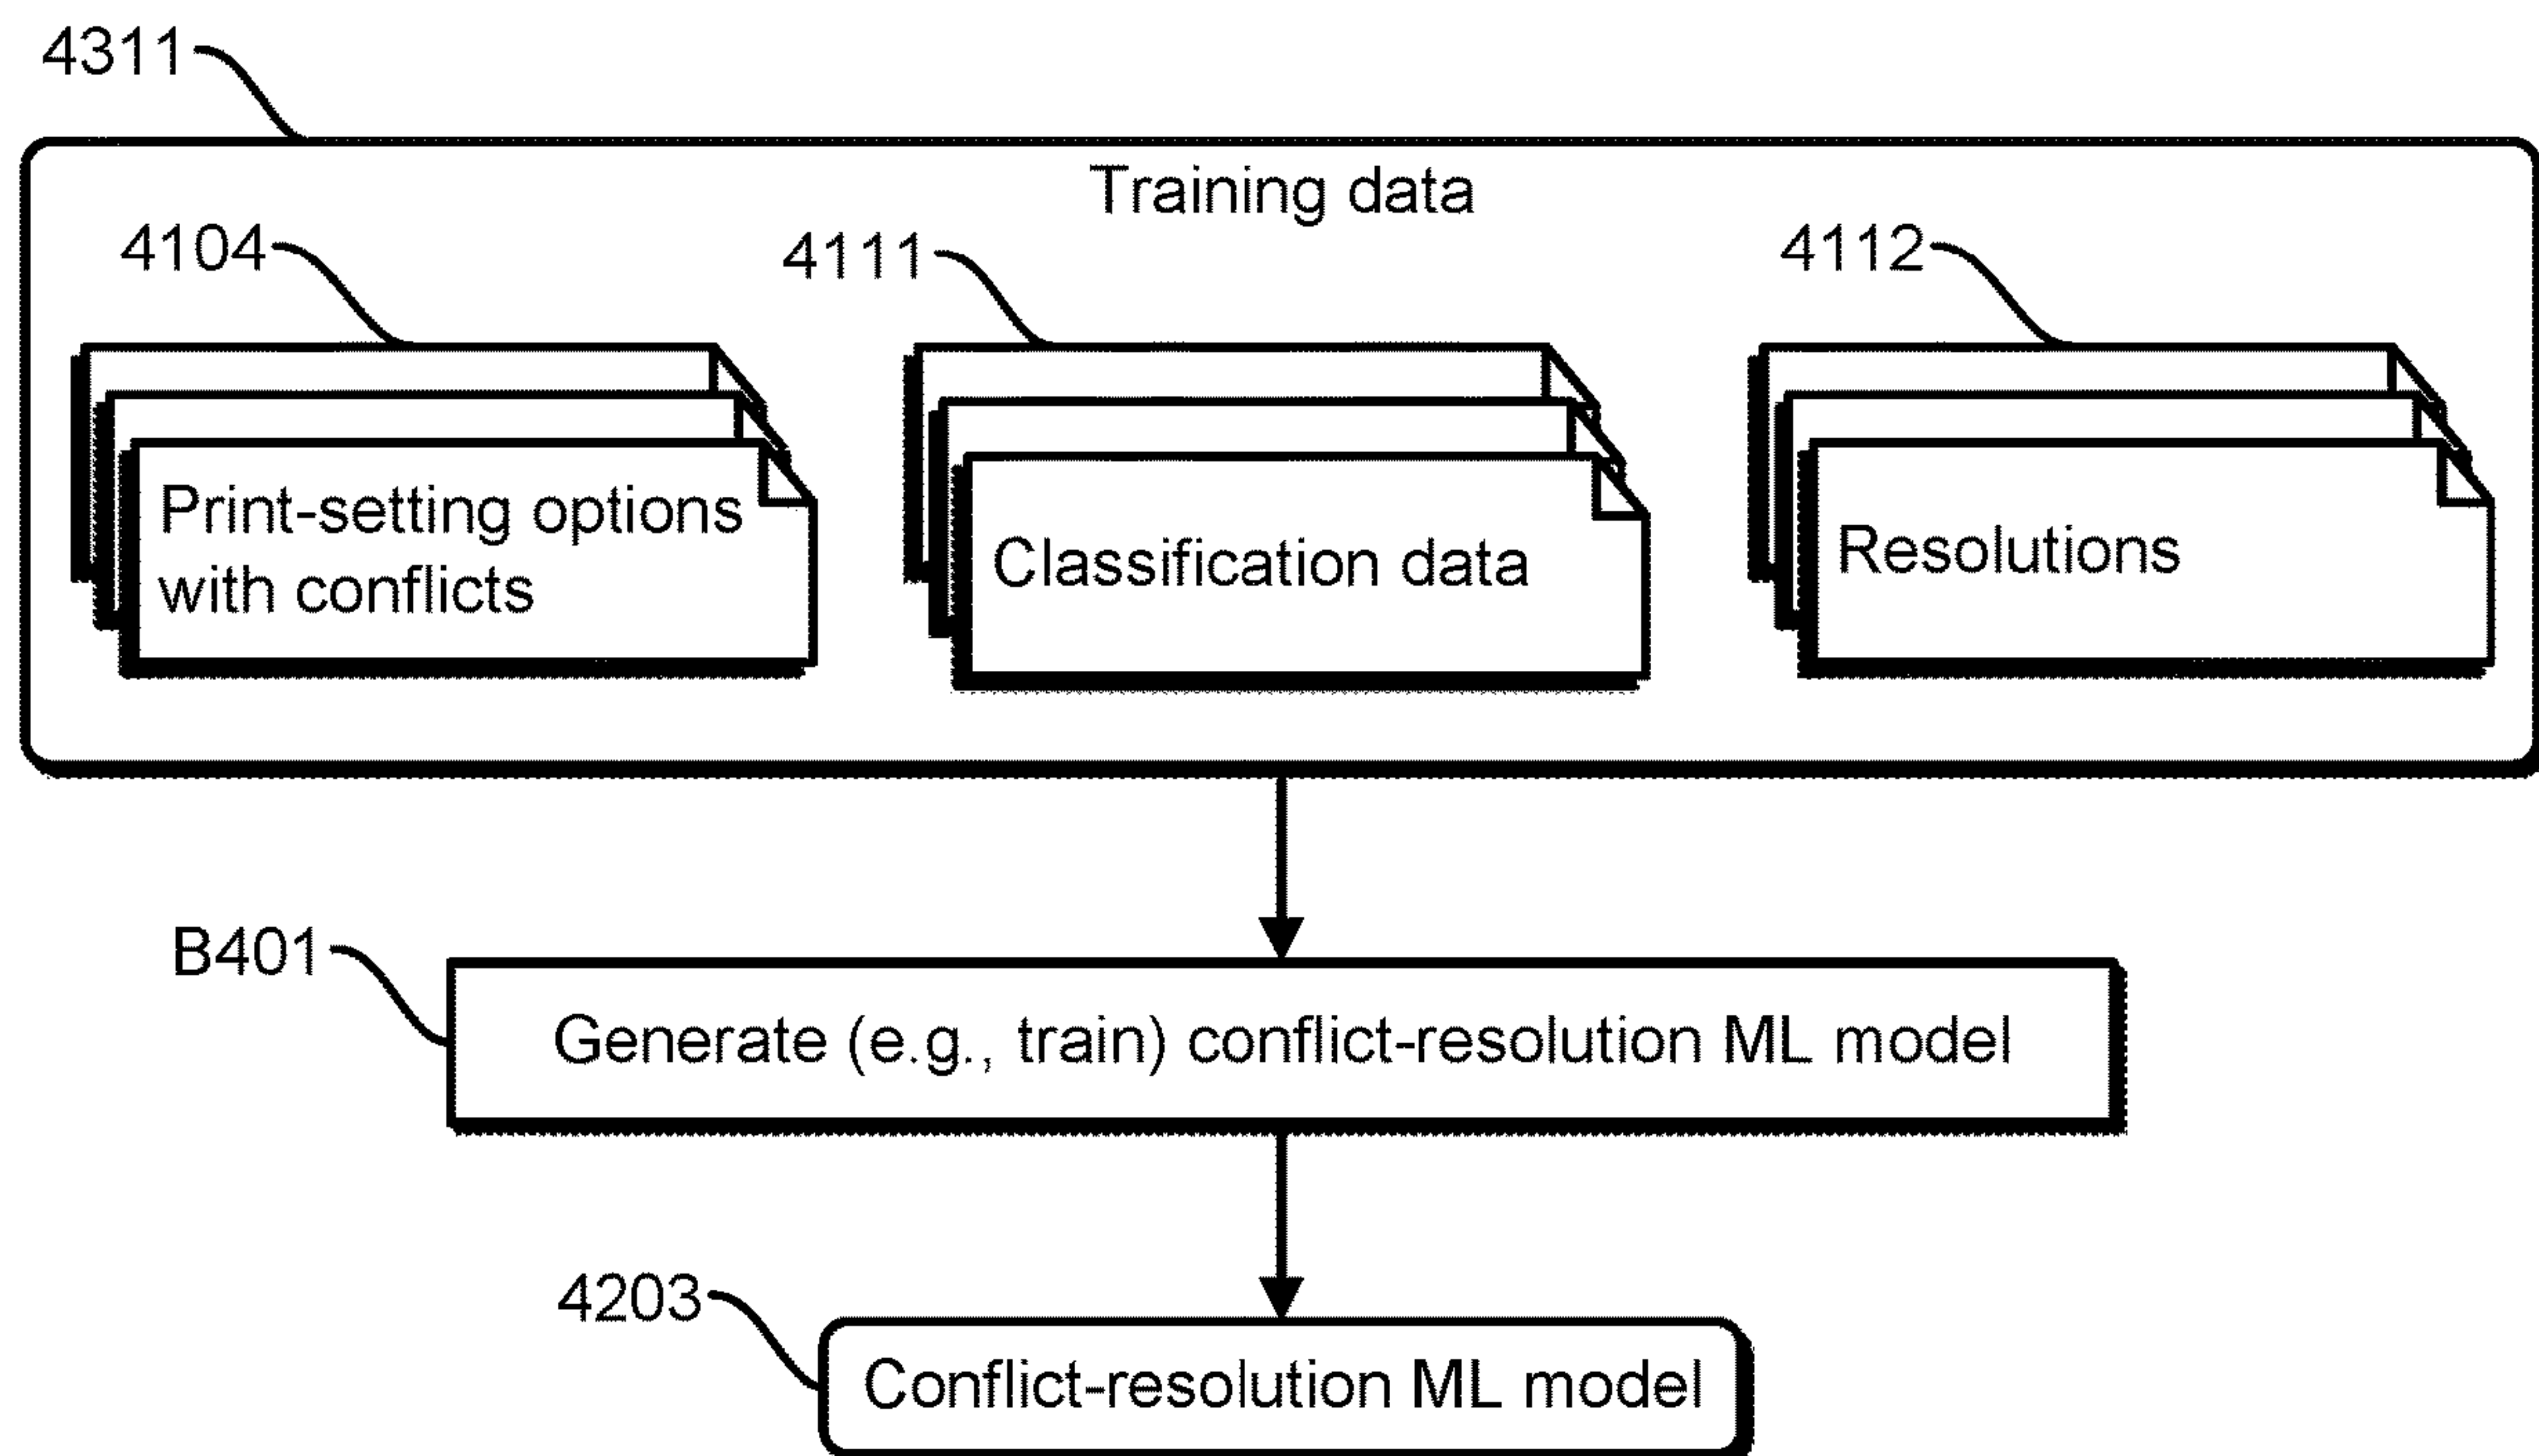 4311
Training data
4104
4111
4112
Print-setting options
with conflicts
Classification data
Resolutions
B401
Generate (e.g., train) conflict-resolution ML model
4203
Conflict-resolution ML model